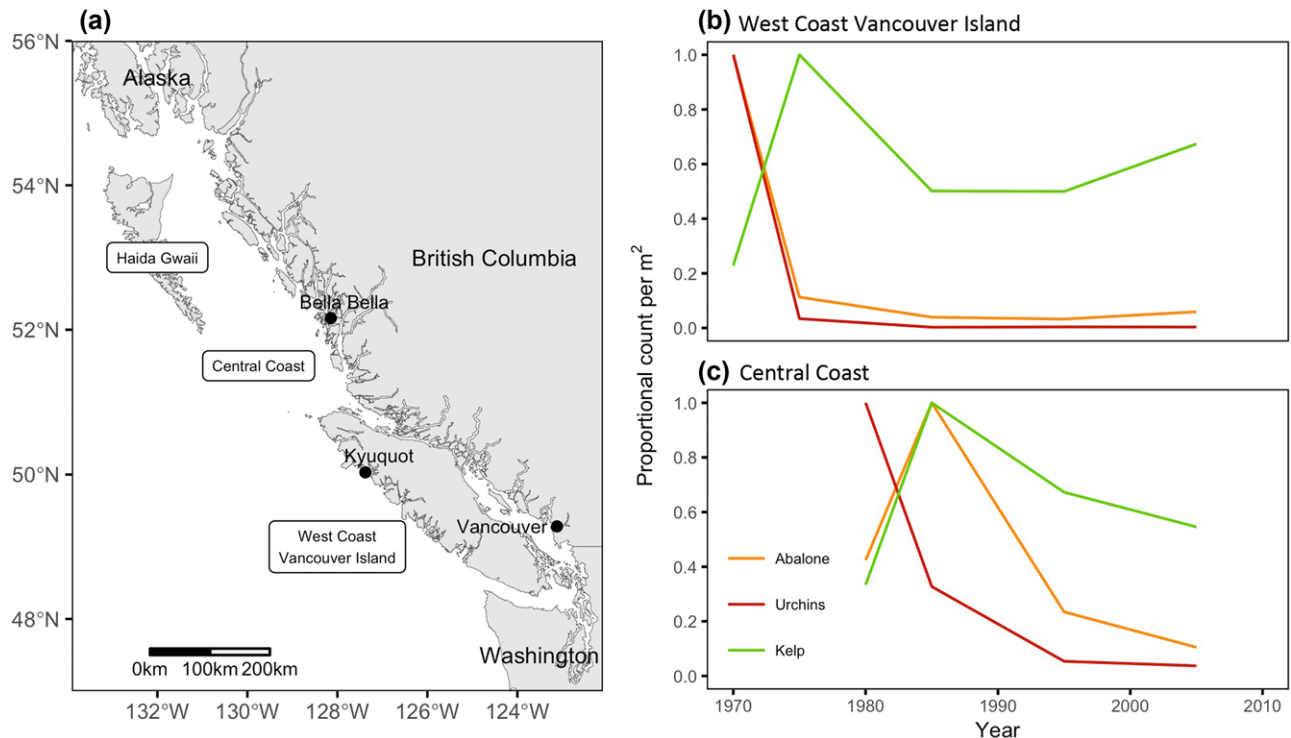 (a)
56°N
54°N
52°N
50°N
48°N
Alaska
British Columbia
Haida Gwaii
Bella Bella
Central Coast
Kyuquot
West Coast
Vancouver Island
Vancouver
Washington
0km 100km 200km
132°W 130°W 128°W 126°W 124°W
(b) West Coast Vancouver Island
1.0
0.8
0.6
0.4
0.2
0.0
Proportional count per m²
(c) Central Coast
1.0
0.8
0.6
0.4
0.2
0.0
Abalone
Urchins
Kelp
1970 1980 1990 2000 2010
Year